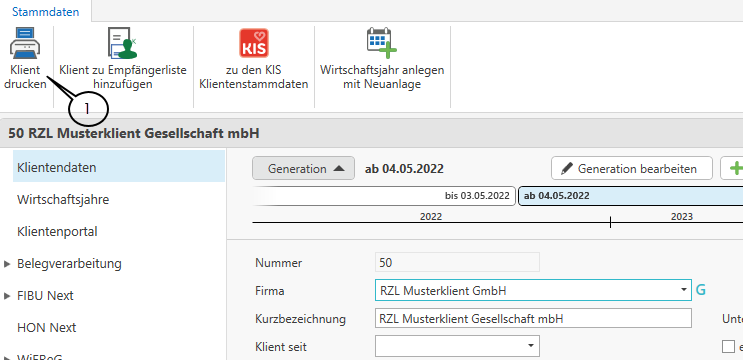 Stammdaten
Klient drucken
Klient zu Empfängerliste hinzufügen
KIS
zu den KIS Klientenstammdaten
Wirtschaftsjahr anlegen mit Neuanlage
1
50 RZL Musterklient Gesellschaft mbH
Klientendaten
Wirtschaftsjahre
Klientenportal
Belegverarbeitung
FIBU Next
HON Next
WiEReG
Generation
ab 04.05.2022
Generation bearbeiten
bis 03.05.2022
ab 04.05.2022
2022
2023
Nummer
50
Firma
RZL Musterklient GmbH
G
Kurzbezeichnung
RZL Musterklient Gesellschaft mbH
Unte
Klient seit
e